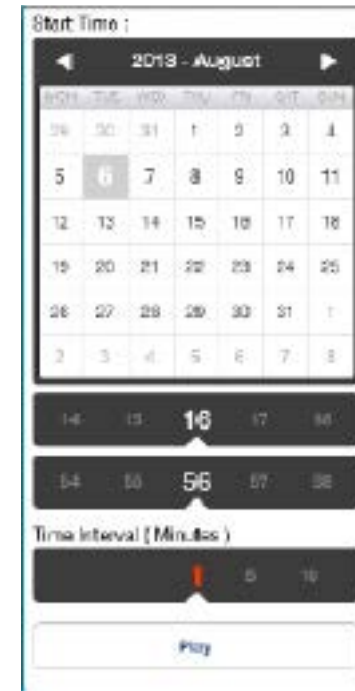 Start Time :
2013 - August
MON TUE WED THU FRI SAT SUN
29 30 31 1 2 3 4
5 6 7 8 9 10 11
12 13 14 15 16 17 18
19 20 21 22 23 24 25
26 27 28 29 30 31 1
2 3 4 5 6 7 8
14 15 16 17 18
54 55 56 57 58
Time Interval ( Minutes )
1 5 10
Play